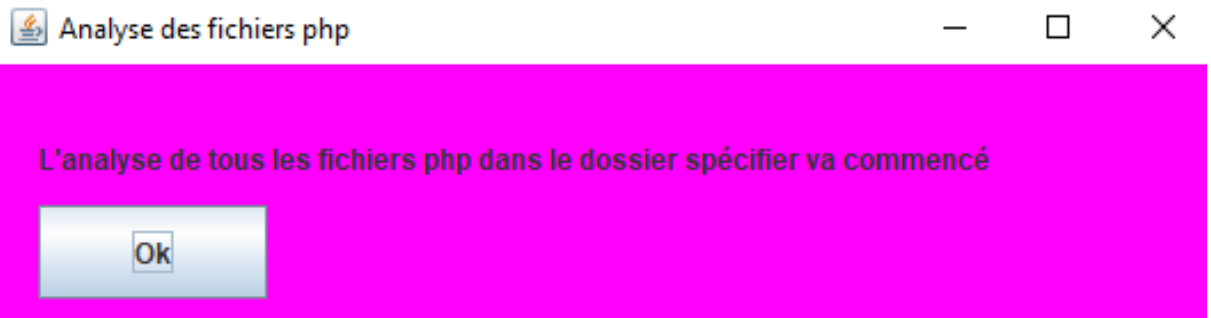 Analyse des fichiers php
L'analyse de tous les fichiers php dans le dossier spécifier va commencé
Ok